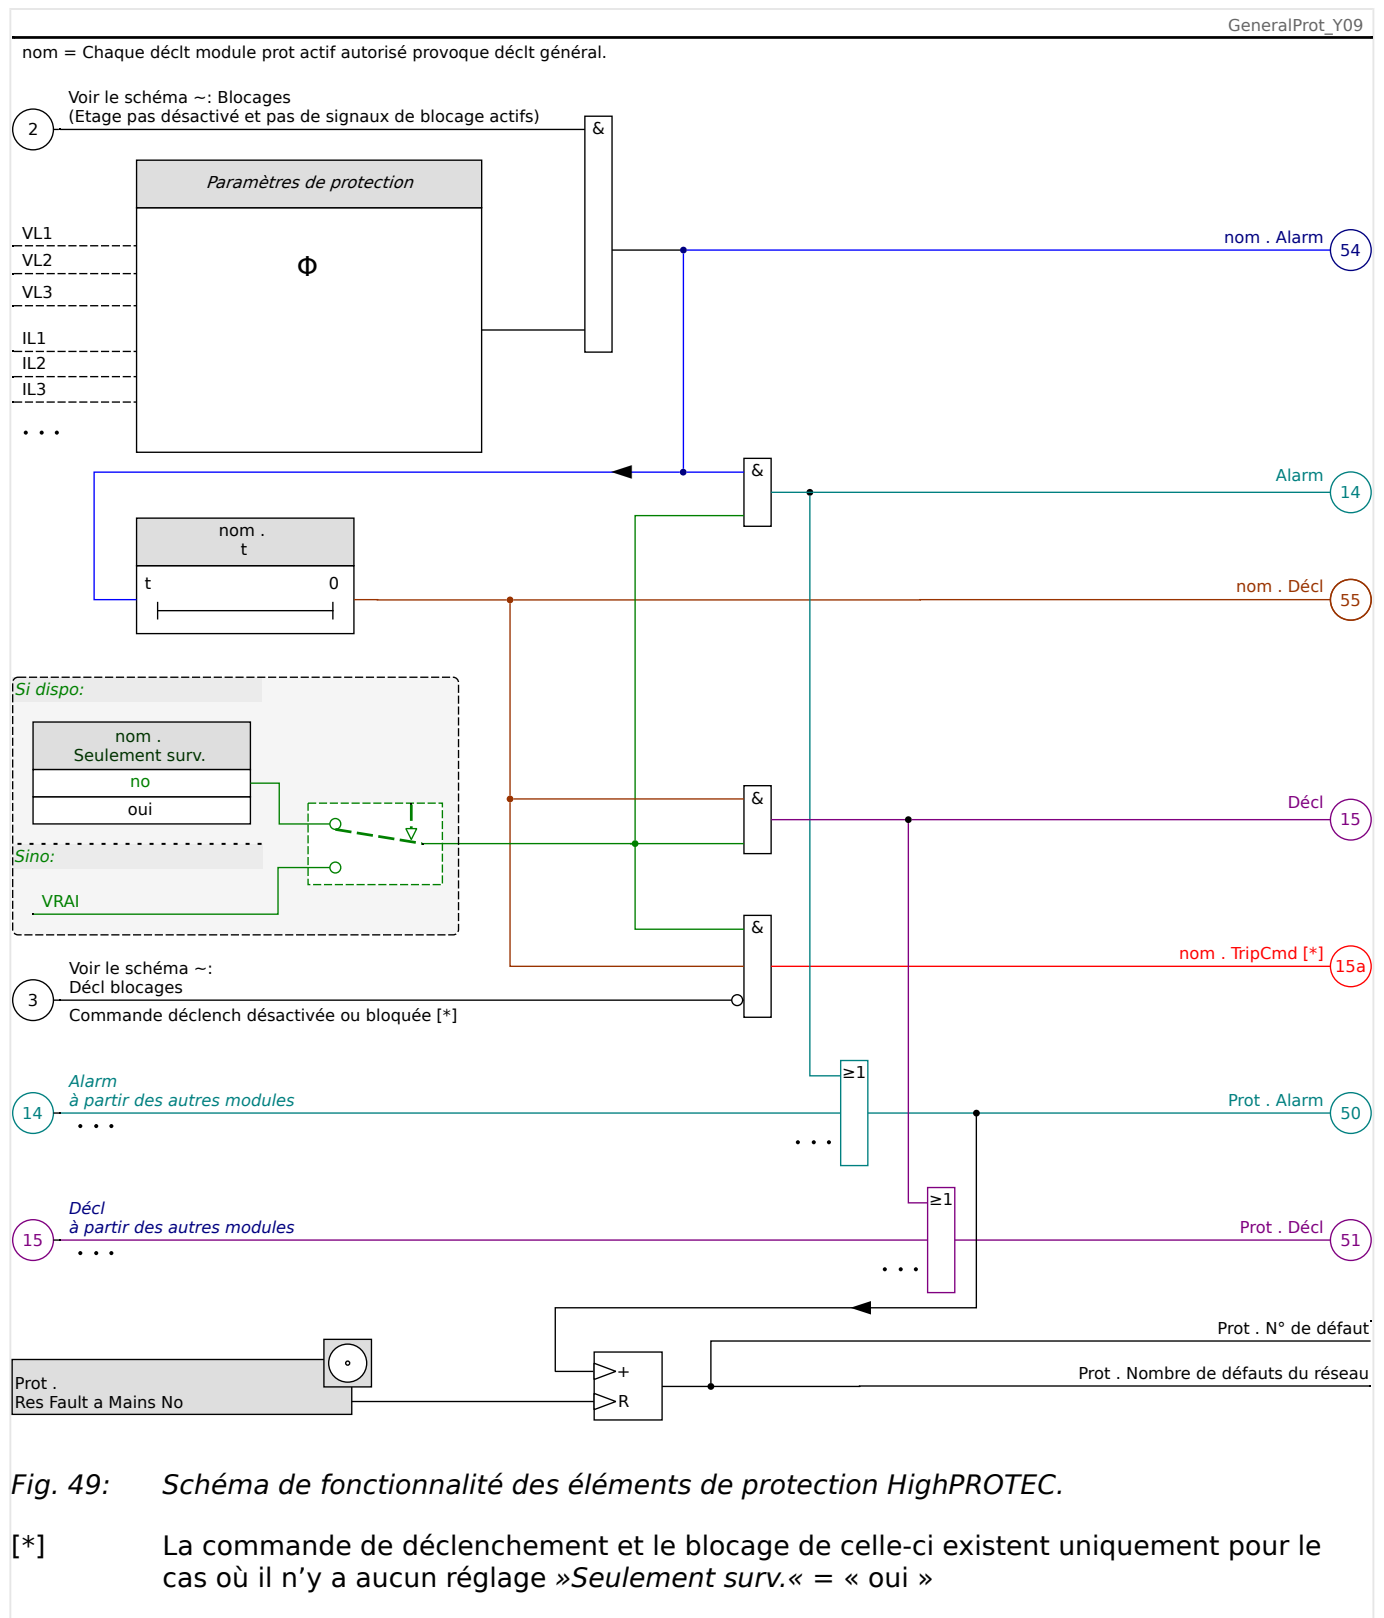 GeneralProt_Y09
nom = Chaque déclt module prot actif autorisé provoque déclt général.
Voir le schéma ~: Blocages
(Etage pas désactivé et pas de signaux de blocage actifs)
2
&
Paramètres de protection
Φ
VL1
VL2
VL3
IL1
IL2
IL3
. . .
nom . Alarm
54
&
Alarm
14
nom .
t
t 0
nom . Décl
55
Si dispo:
nom .
Seulement surv.
no
oui
Sino:
VRAI
&
Décl
15
&
nom . TripCmd [*]
15a
Voir le schéma ~:
Décl blocages
3
Commande déclench désactivée ou bloquée [*]
≥1
Alarm
à partir des autres modules
14
. . .
. . .
Prot . Alarm
50
≥1
Décl
à partir des autres modules
15
. . .
. . .
Prot . Décl
51
Prot . N° de défaut
Prot . Nombre de défauts du réseau
+
R
Prot .
Res Fault a Mains No
Fig. 49: Schéma de fonctionnalité des éléments de protection HighPROTEC.
[*] La commande de déclenchement et le blocage de celle-ci existent uniquement pour le
cas où il n’y a aucun réglage »Seulement surv.« = « oui »